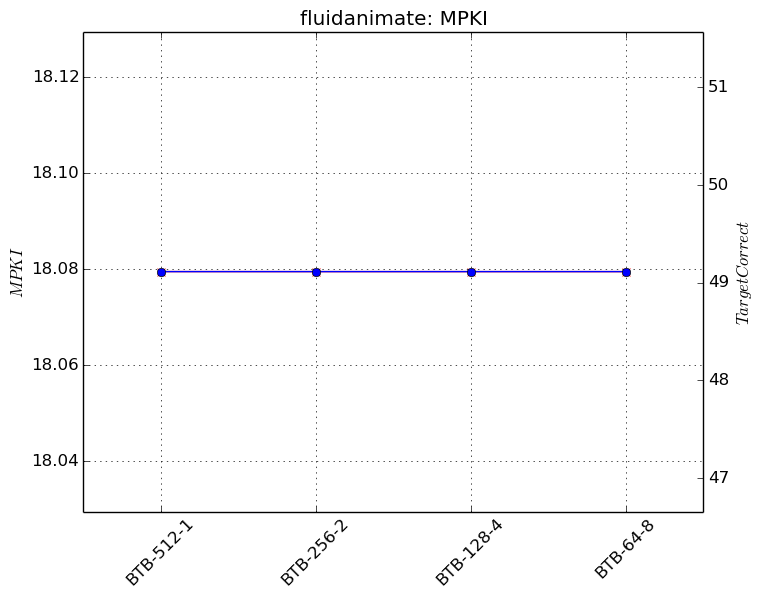 fluidanimate: MPKI
18.12
18.10
18.08
18.06
18.04
MPKI
51
50
49
48
47
TargetCorrect
BTB-512-1
BTB-256-2
BTB-128-4
BTB-64-8